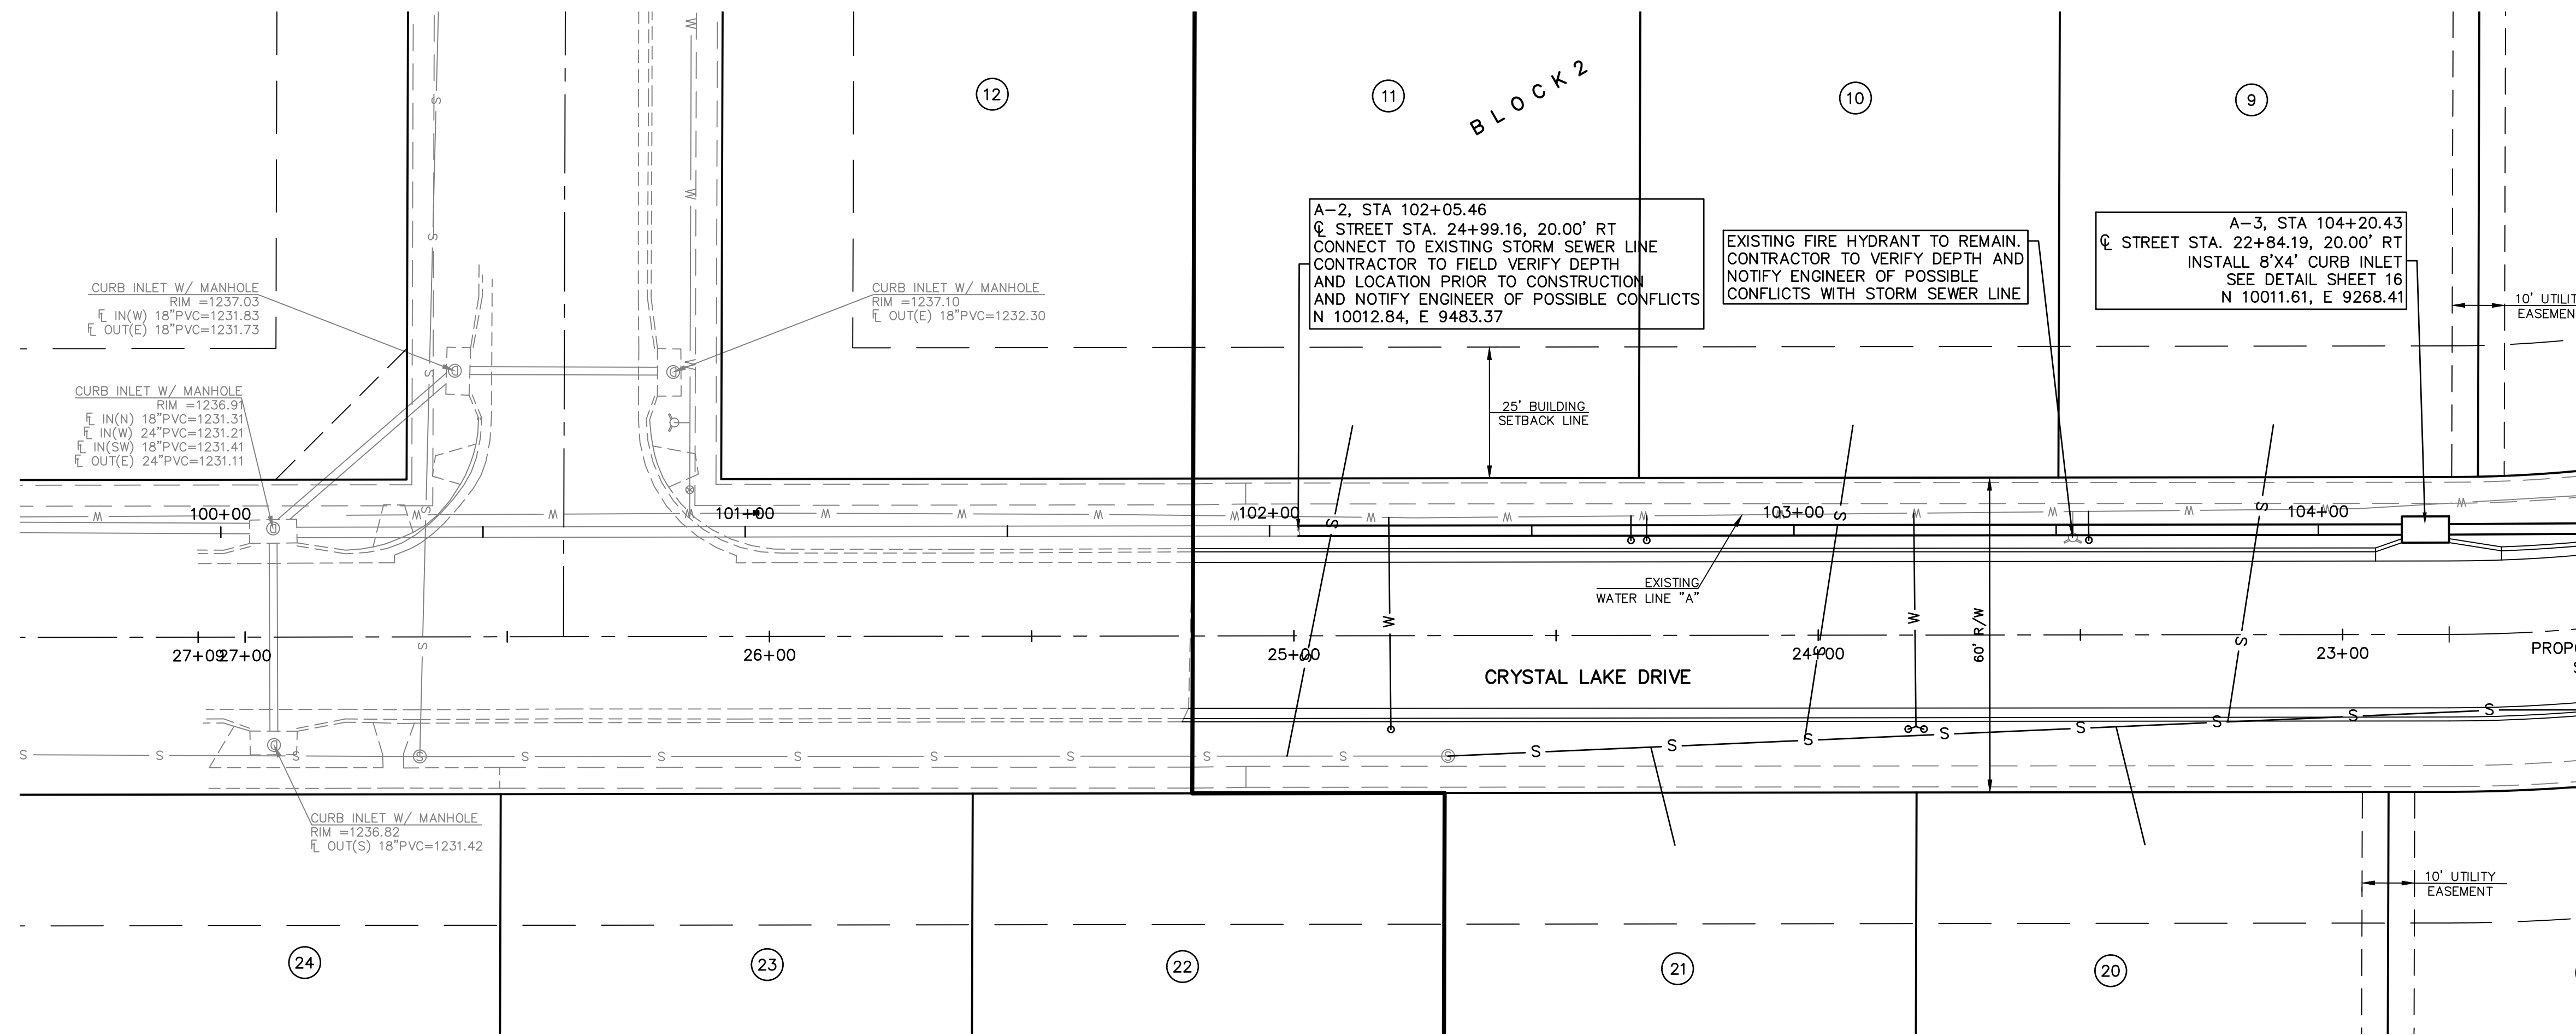 12
11
BLOCK 2
10
9
A-2, STA 102+05.46
℄ STREET STA. 24+99.16, 20.00' RT
CONNECT TO EXISTING STORM SEWER LINE
CONTRACTOR TO FIELD VERIFY DEPTH
AND LOCATION PRIOR TO CONSTRUCTION
AND NOTIFY ENGINEER OF POSSIBLE CONFLICTS
N 10012.84, E 9483.37
EXISTING FIRE HYDRANT TO REMAIN.
CONTRACTOR TO VERIFY DEPTH AND
NOTIFY ENGINEER OF POSSIBLE
CONFLICTS WITH STORM SEWER LINE
A-3, STA 104+20.43
℄ STREET STA. 22+84.19, 20.00' RT
INSTALL 8'X4' CURB INLET
SEE DETAIL SHEET 16
N 10011.61, E 9268.41
10' UTILIT
EASEMEN
CURB INLET W/ MANHOLE
RIM =1237.03
FL IN(W) 18"PVC=1231.83
FL OUT(E) 18"PVC=1231.73
CURB INLET W/ MANHOLE
RIM =1237.10
FL OUT(E) 18"PVC=1232.30
CURB INLET W/ MANHOLE
RIM =1236.91
FL IN(N) 18"PVC=1231.31
FL IN(W) 24"PVC=1231.21
FL IN(SW) 18"PVC=1231.41
FL OUT(E) 24"PVC=1231.11
25' BUILDING
SETBACK LINE
100+00
101+00
102+00
103+00
104+00
EXISTING
WATER LINE "A"
60' R/W
27+09
27+00
26+00
25+00
24+00
23+00
CRYSTAL LAKE DRIVE
PROP
S
CURB INLET W/ MANHOLE
RIM =1236.82
FL OUT(S) 18"PVC=1231.42
10' UTILITY
EASEMENT
24
23
22
21
20